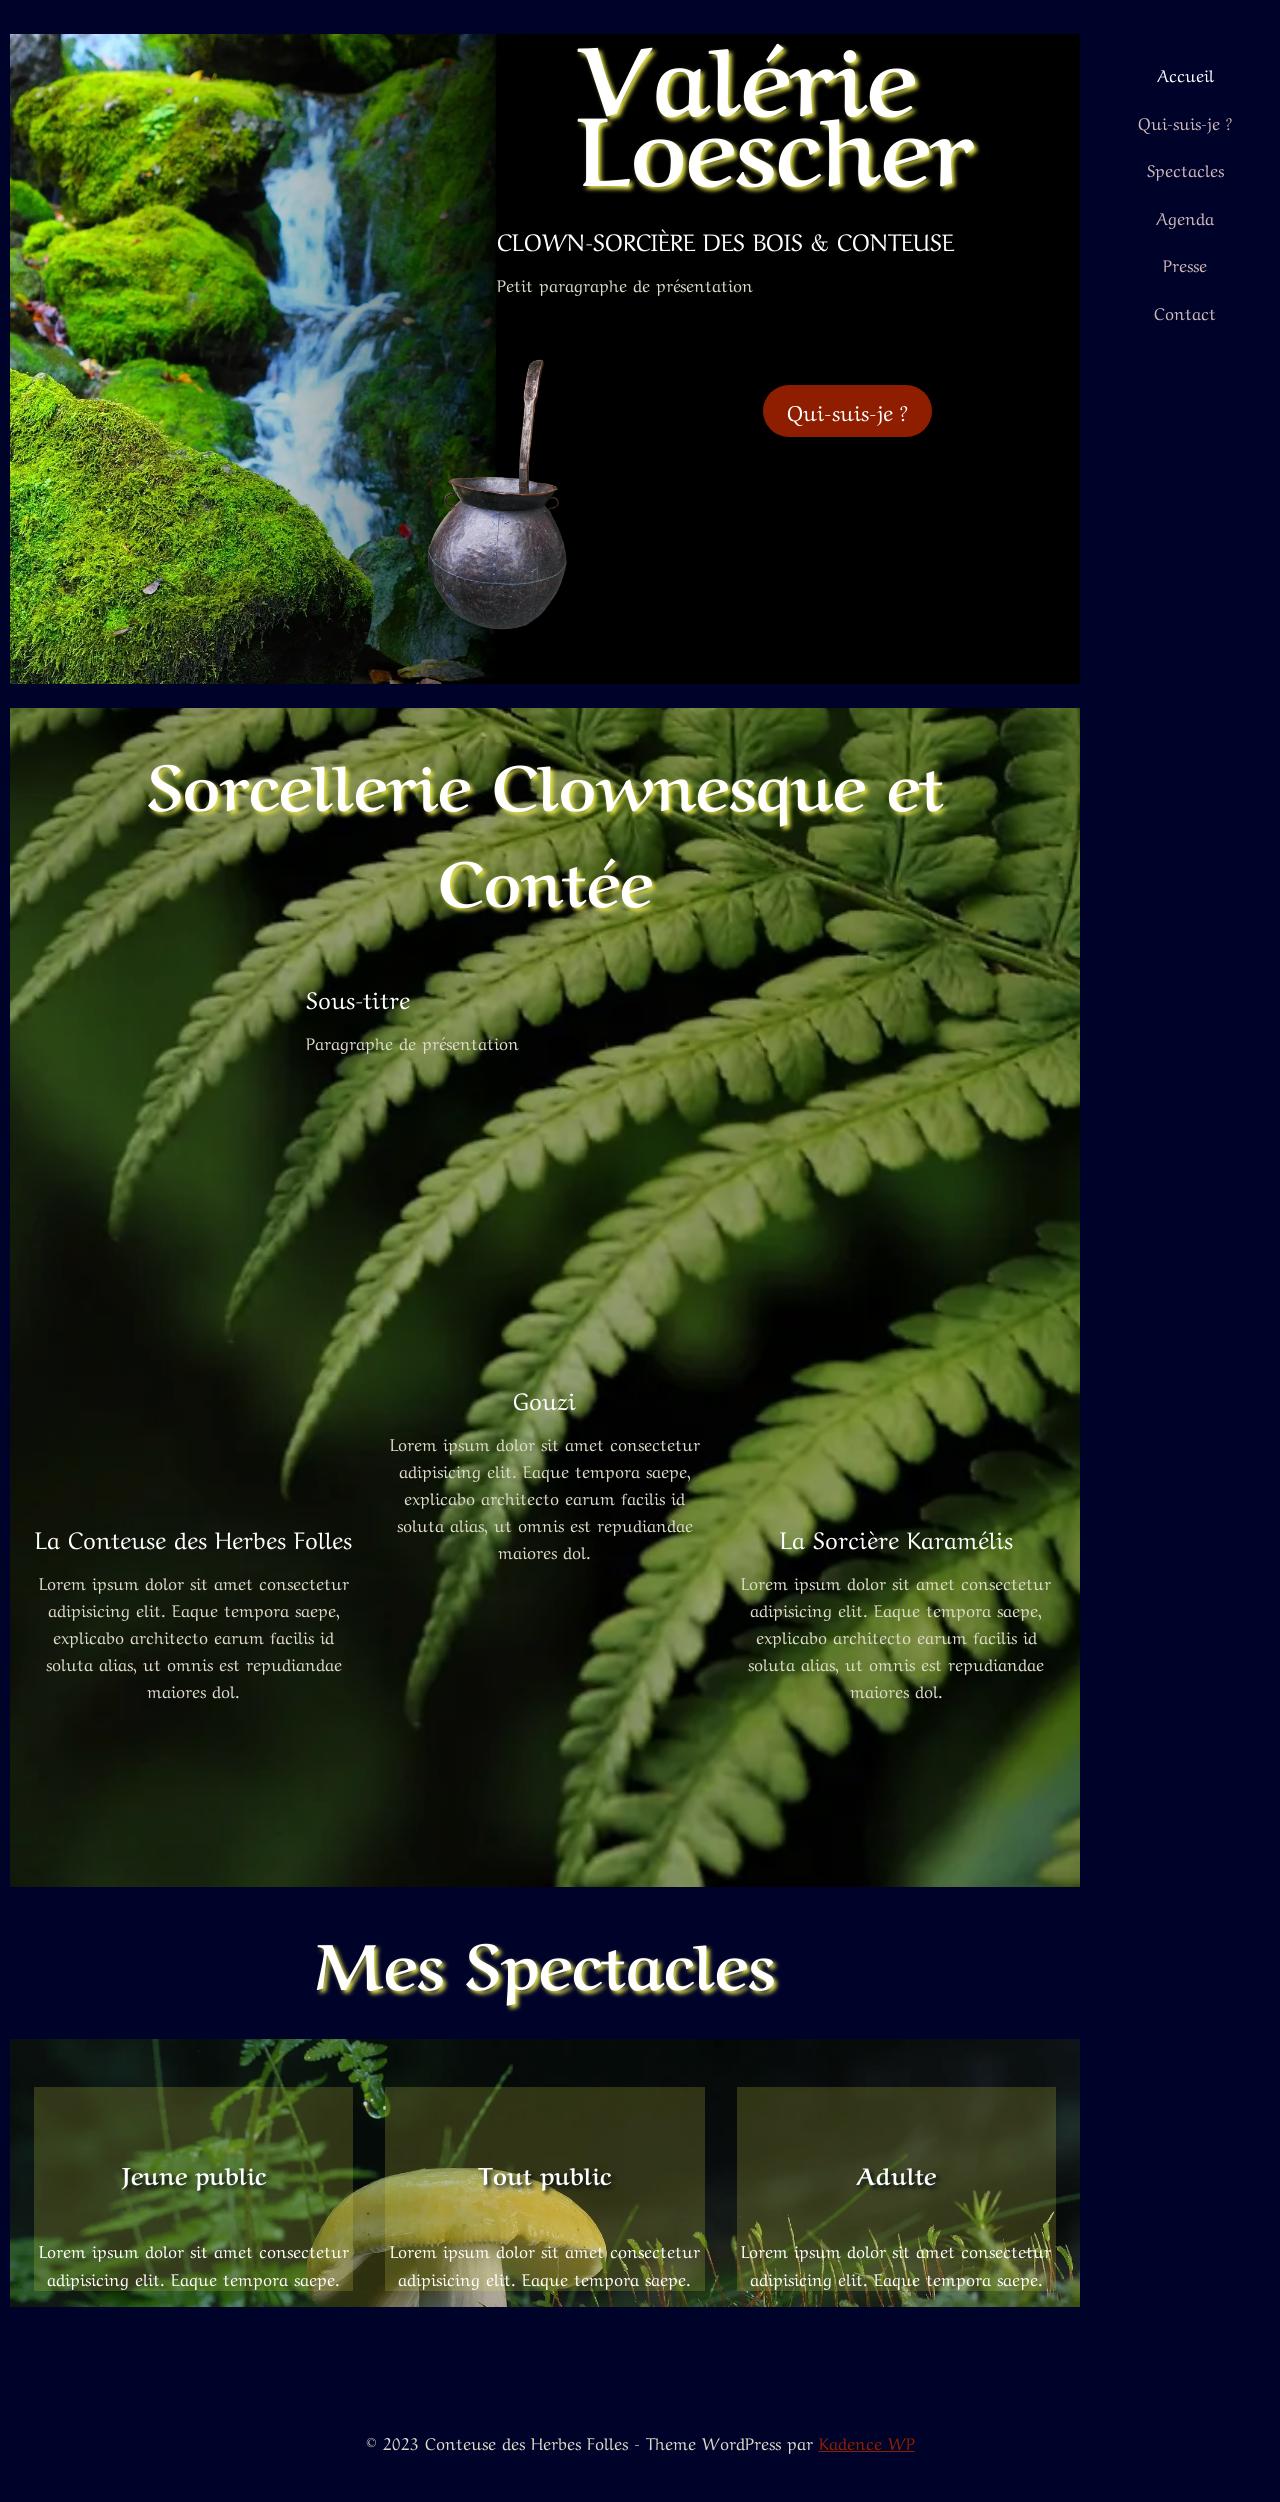 Valérie
Loescher
CLOWN-SORCIÈRE DES BOIS & CONTEUSE
Petit paragraphe de présentation
Qui-suis-je ?
Accueil
Qui-suis-je ?
Spectacles
Agenda
Presse
Contact
Sorcellerie Clownesque et
Contée
Sous-titre
Paragraphe de présentation
La Conteuse des Herbes Folles
Lorem ipsum dolor sit amet consectetur
adipisicing elit. Eaque tempora saepe,
explicabo architecto earum facilis id
soluta alias, ut omnis est repudiandae
maiores dol.
Gouzi
Lorem ipsum dolor sit amet consectetur
adipisicing elit. Eaque tempora saepe,
explicabo architecto earum facilis id
soluta alias, ut omnis est repudiandae
maiores dol.
La Sorcière Karamélis
Lorem ipsum dolor sit amet consectetur
adipisicing elit. Eaque tempora saepe,
explicabo architecto earum facilis id
soluta alias, ut omnis est repudiandae
maiores dol.
Mes Spectacles
Jeune public
Lorem ipsum dolor sit amet consectetur
adipisicing elit. Eaque tempora saepe.
Tout public
Lorem ipsum dolor sit amet consectetur
adipisicing elit. Eaque tempora saepe.
Adulte
Lorem ipsum dolor sit amet consectetur
adipisicing elit. Eaque tempora saepe.
© 2023 Conteuse des Herbes Folles - Theme WordPress par Kadence WP